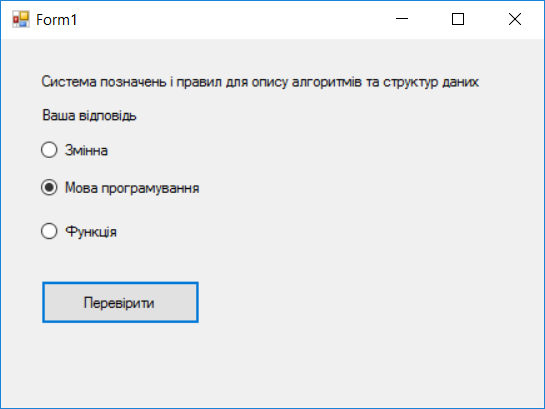 Form1
Система позначень і правил для опису алгоритмів та структур даних
Ваша відповідь
Змінна
Мова програмування
Функція
Перевірити